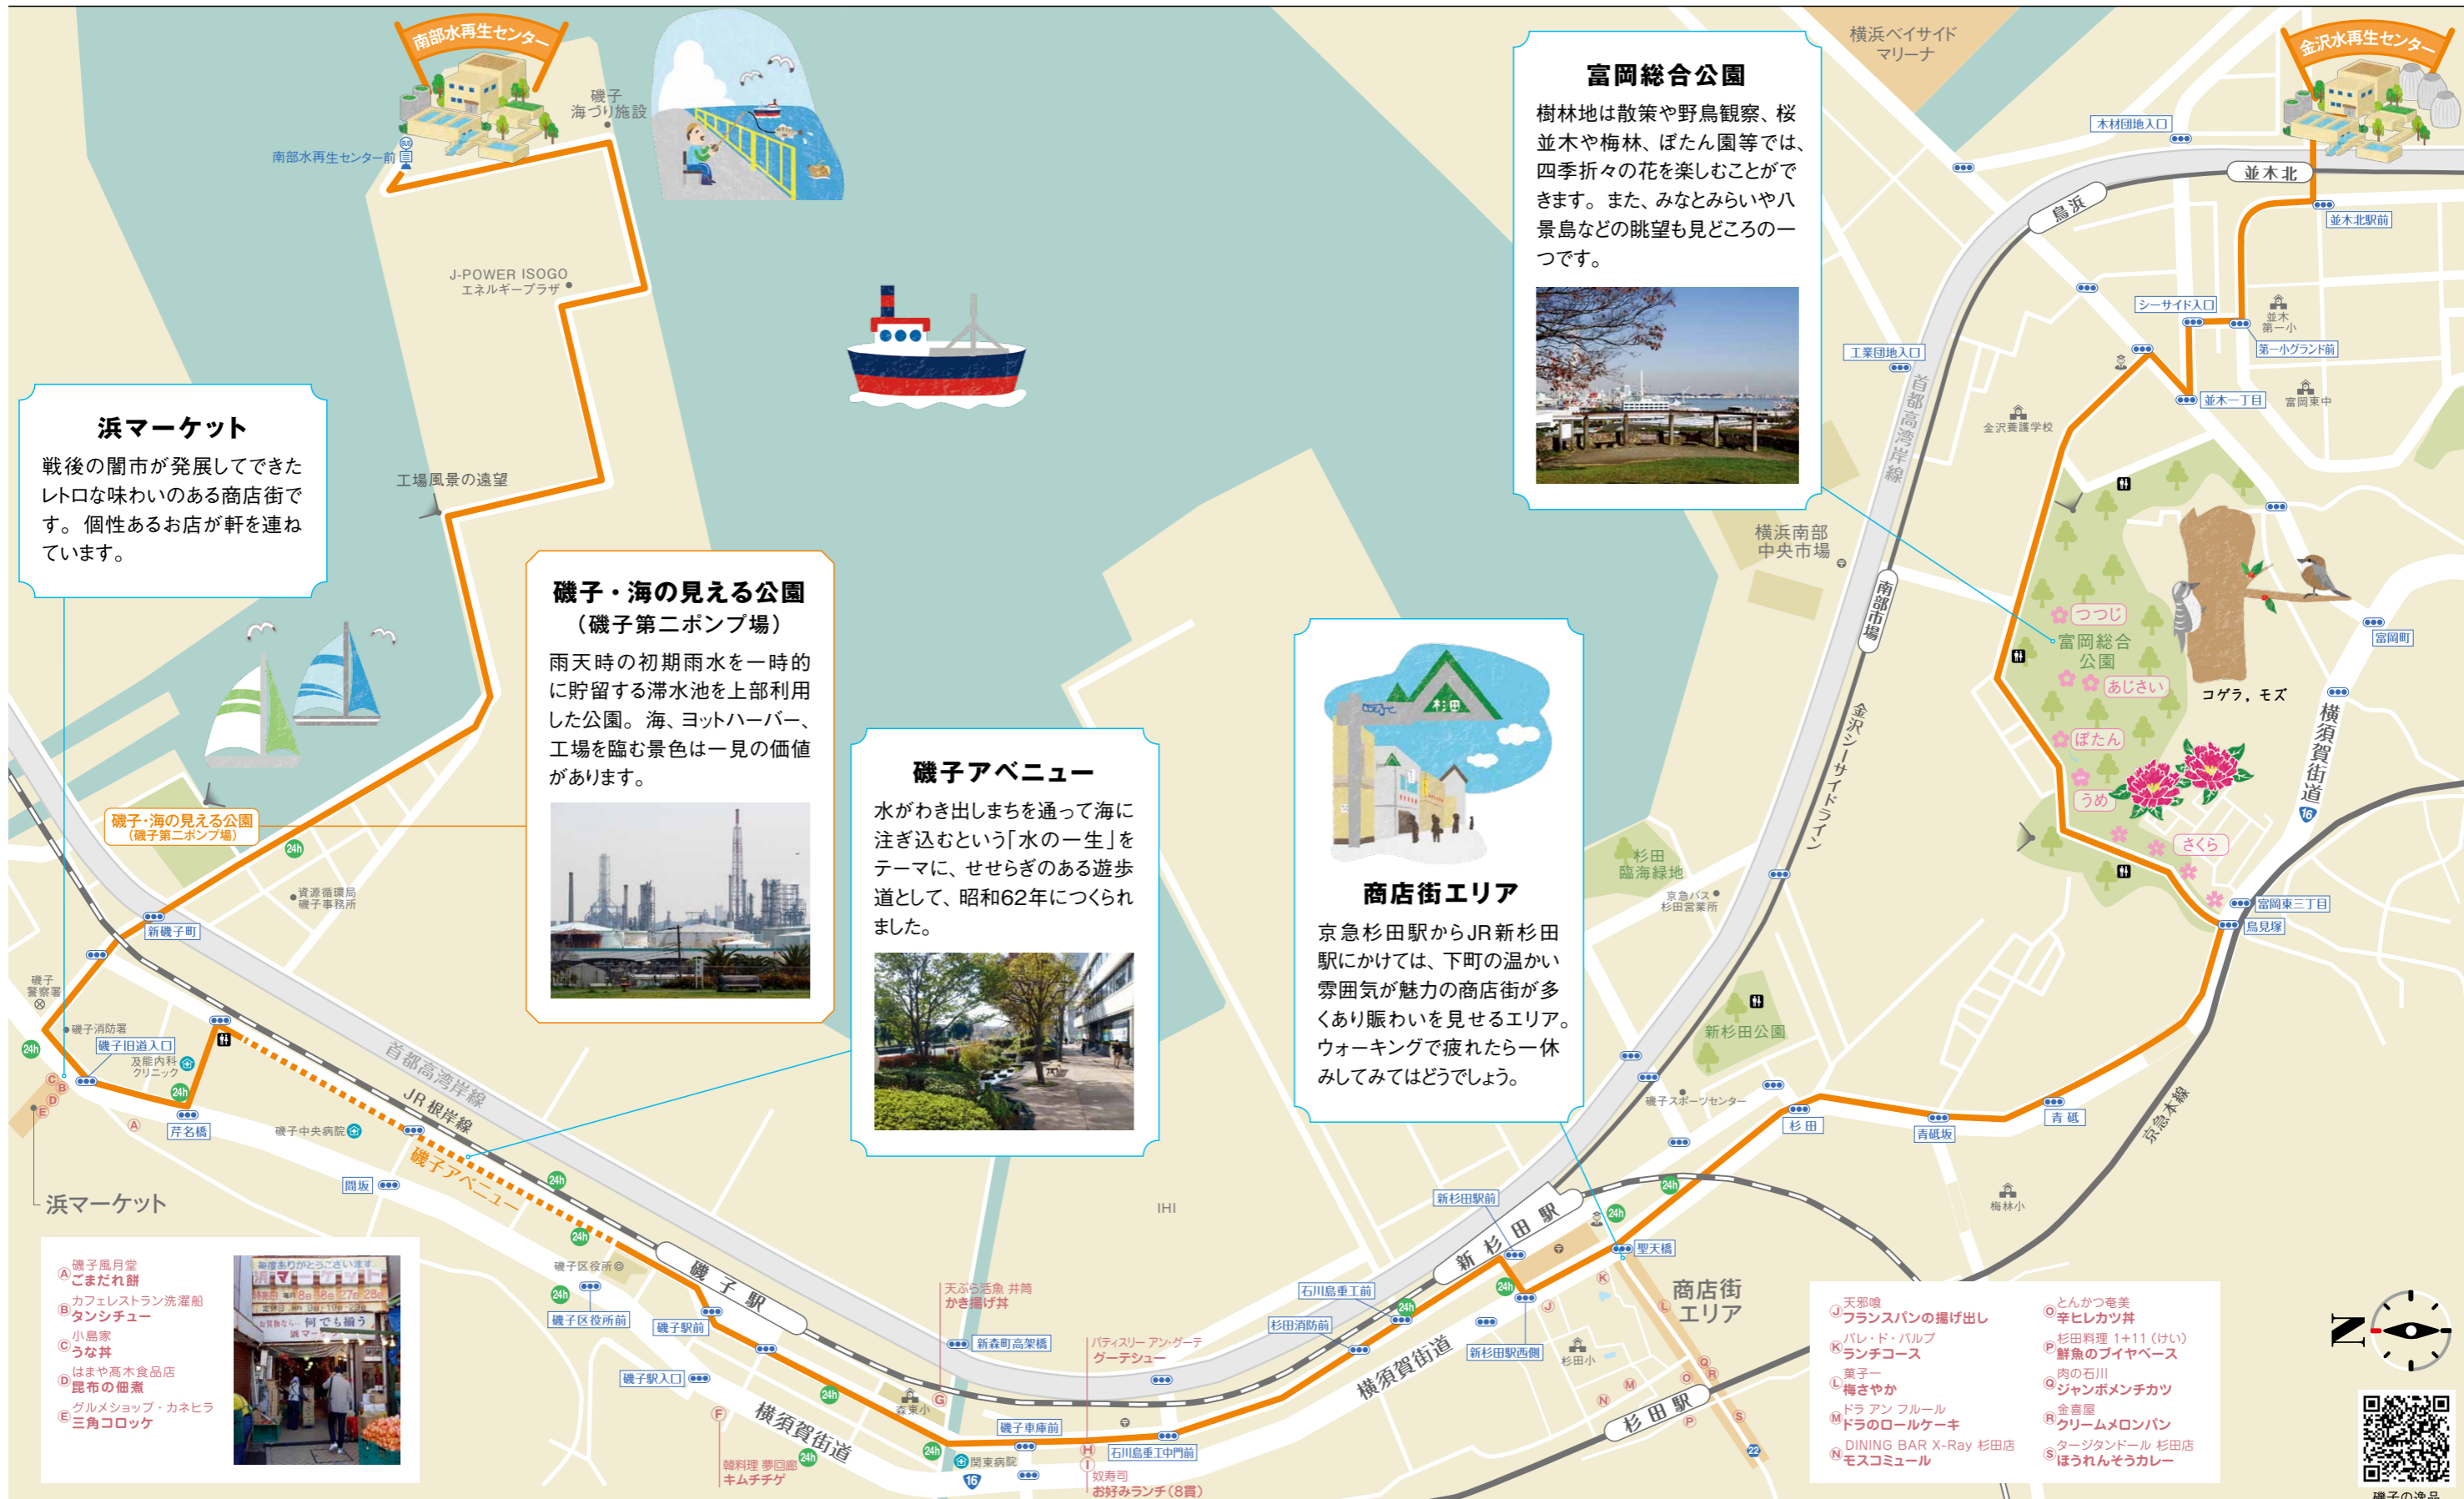 南部水再生センター
磯子
海づり施設
南部水再生センター前
BUS
J-POWER ISOGO
エネルギープラザ
工場風景の遠望
浜マーケット
戦後の闇市が発展してできた
レトロな味わいのある商店街で
す。個性あるお店が軒を連ね
ています。
磯子・海の見える公園
(磯子第二ポンプ場)
雨天時の初期雨水を一時的
に貯留する滞水池を上部利用
した公園。海、ヨットハーバー、
工場を臨む景色は一見の価値
があります。
磯子アベニュー
水がわき出しまちを通って海に
注ぎ込むという「水の一生」を
テーマに、せせらぎのある遊歩
道として、昭和62年につくられ
ました。
杉田
商店街エリア
京急杉田駅からJR新杉田
駅にかけては、下町の温かい
雰囲気が魅力の商店街が多
くあり賑わいを見せるエリア。
ウォーキングで疲れたら一休
みしてみてはどうでしょう。
富岡総合公園
樹林地は散策や野鳥観察、桜
並木や梅林、ぼたん園等では、
四季折々の花を楽しむことがで
きます。また、みなとみらいや八
景島などの眺望も見どころの一
つです。
横浜ベイサイド
マリーナ
金沢水再生センター
木材団地入口
並木北
鳥浜
並木北駅前
シーサイド入口
並木
第一小
第一小グランド前
工業団地入口
首都高湾岸線
金沢養護学校
富岡東中
並木一丁目
横浜南部
中央市場
南部市場
つつじ
富岡総合
公園
あじさい
ぼたん
うめ
さくら
コゲラ，モズ
富岡町
横須賀街道
16
金沢シーサイドライン
杉田
臨海緑地
京急バス
杉田営業所
富岡東三丁目
鳥見塚
新杉田公園
磯子スポーツセンター
杉田
青砥坂
青砥
京急本線
梅林小
磯子・海の見える公園
(磯子第二ポンプ場)
24h
資源循環局
磯子事務所
新磯子町
磯子
警察署
磯子消防署
24h
磯子旧道入口
及能内科
クリニック
24h
C
B
D
E
A
芹名橋
磯子中央病院
首都高湾岸線
JR根岸線
磯子アベニュー
間坂
24h
24h
浜マーケット
磯子区役所
24h
磯子区役所前
磯子駅
磯子駅前
磯子駅入口
F
横須賀街道
24h
韓料理 夢回廊
キムチチゲ
24h
森東小
G
天ぷら活魚 井筒
かき揚げ丼
新森町高架橋
24h
関東病院
16
磯子車庫前
パティスリー アン・グーテ
グーテシュー
H
I
奴寿司
お好みランチ(8貫)
石川島重工中門前
IHI
杉田消防前
石川島重工前
24h
横須賀街道
新杉田駅前
新杉田駅
24h
新杉田駅西側
24h
24h
聖天橋
K
J
L
商店街
エリア
杉田小
Q
R
O
M
N
P
S
杉田駅
22
A 磯子風月堂
ごまだれ餅
B カフェレストラン洗濯船
タンシチュー
C 小島家
うな丼
D はまや髙木食品店
昆布の佃煮
E グルメショップ・カネヒラ
三角コロッケ
毎度ありがとうございます
浜マーケット
何でも揃う
J 天邪喰
フランスパンの揚げ出し
K パレ・ド・バルブ
ランチコース
L 菓子一
梅さやか
M ドラ アン フルール
ドラのロールケーキ
N DINING BAR X-Ray 杉田店
モスコミュール
O とんかつ奄美
辛ヒレカツ丼
P 杉田料理 1+11 (けい)
鮮魚のブイヤベース
Q 肉の石川
ジャンボメンチカツ
R 金喜屋
クリームメロンパン
S タージタンドール 杉田店
ほうれんそうカレー
N
磯子の逸品